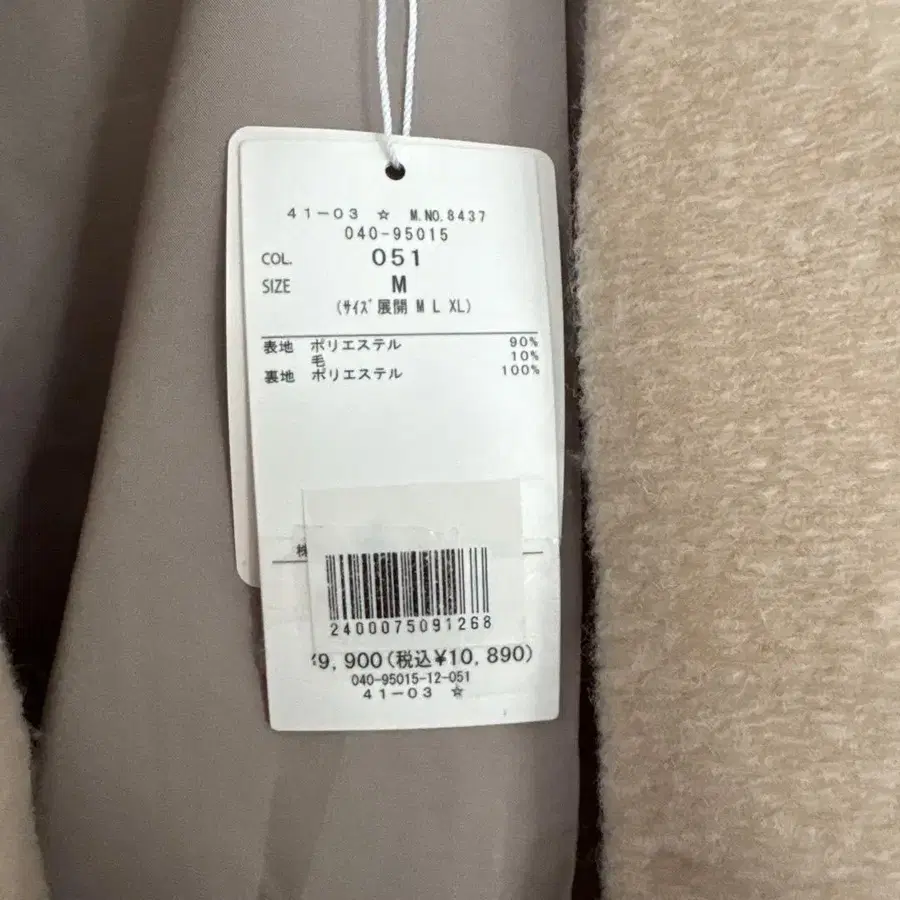 41-03 ☆ M.NO.8437
040-95015
COL. 051
SIZE M
(サイズ展開 M L XL)
表地 ポリエステル 90%
毛 10%
裏地 ポリエステル 100%
株
2400075091268
¥9,900(税込¥10,890)
040-95015-12-051
41-03 ☆